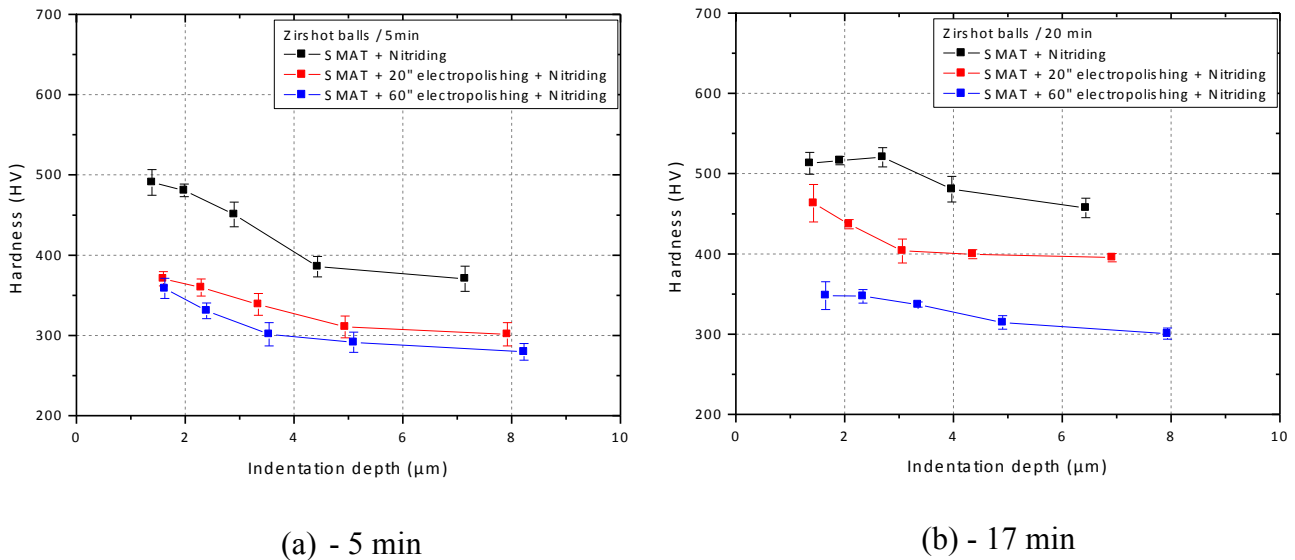 Zirshot balls / 5min
SMAT + Nitriding
SMAT + 20" electropolishing + Nitriding
SMAT + 60" electropolishing + Nitriding
700
600
500
400
300
200
Hardness (HV)
0 2 4 6 8 10
Indentation depth (µm)
(a) - 5 min
Zirshot balls / 20 min
SMAT + Nitriding
SMAT + 20" electropolishing + Nitriding
SMAT + 60" electropolishing + Nitriding
700
600
500
400
300
200
Hardness (HV)
0 2 4 6 8 10
Indentation depth (µm)
(b) - 17 min